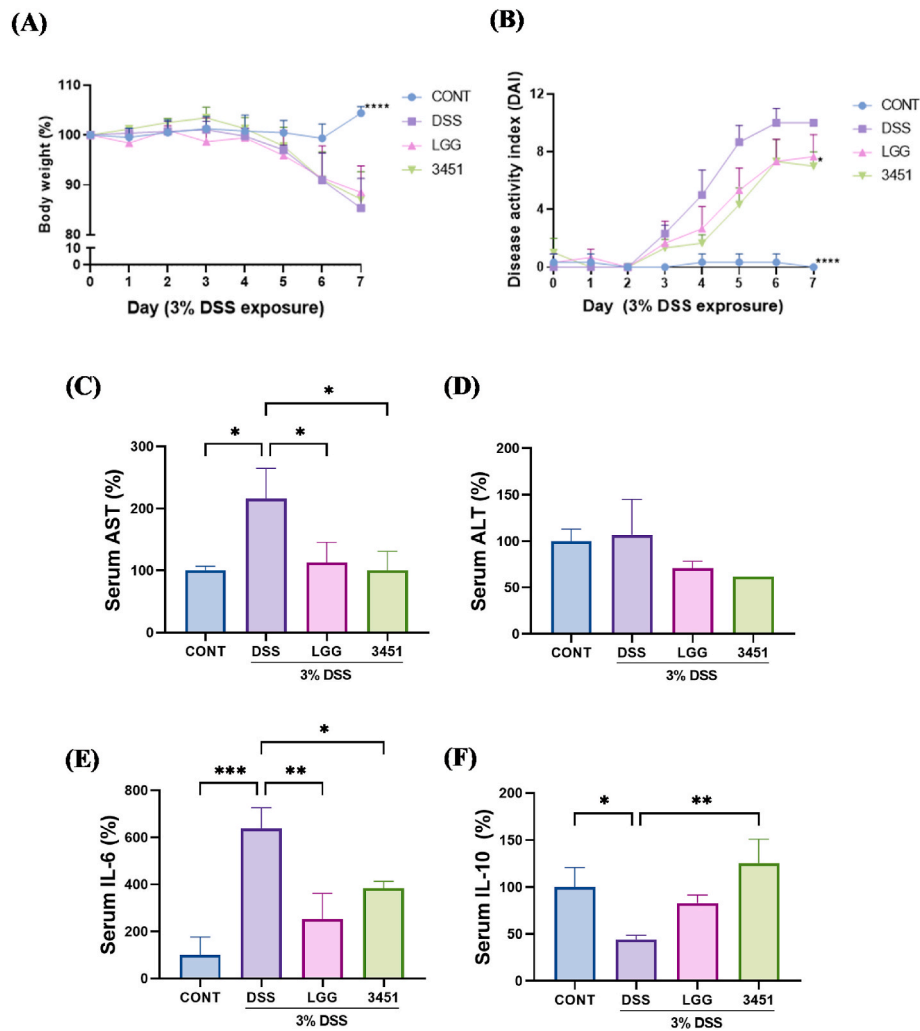 (A)
110
100
90
80
10
0
Body weight (%)
0 1 2 3 4 5 6 7
Day (3% DSS exposure)
****
CONT
DSS
LGG
3451
(B)
12
8
4
0
Disease activity index (DAI)
0 1 2 3 4 5 6 7
Day (3% DSS exprosure)
*
****
CONT
DSS
LGG
3451
(C)
*
* *
300
200
100
0
Serum AST (%)
CONT DSS LGG 3451
3% DSS
(D)
200
150
100
50
0
Serum ALT (%)
CONT DSS LGG 3451
3% DSS
(E)
*
*** **
800
600
400
200
0
Serum IL-6 (%)
CONT DSS LGG 3451
3% DSS
(F)
* **
200
150
100
50
0
Serum IL-10 (%)
CONT DSS LGG 3451
3% DSS